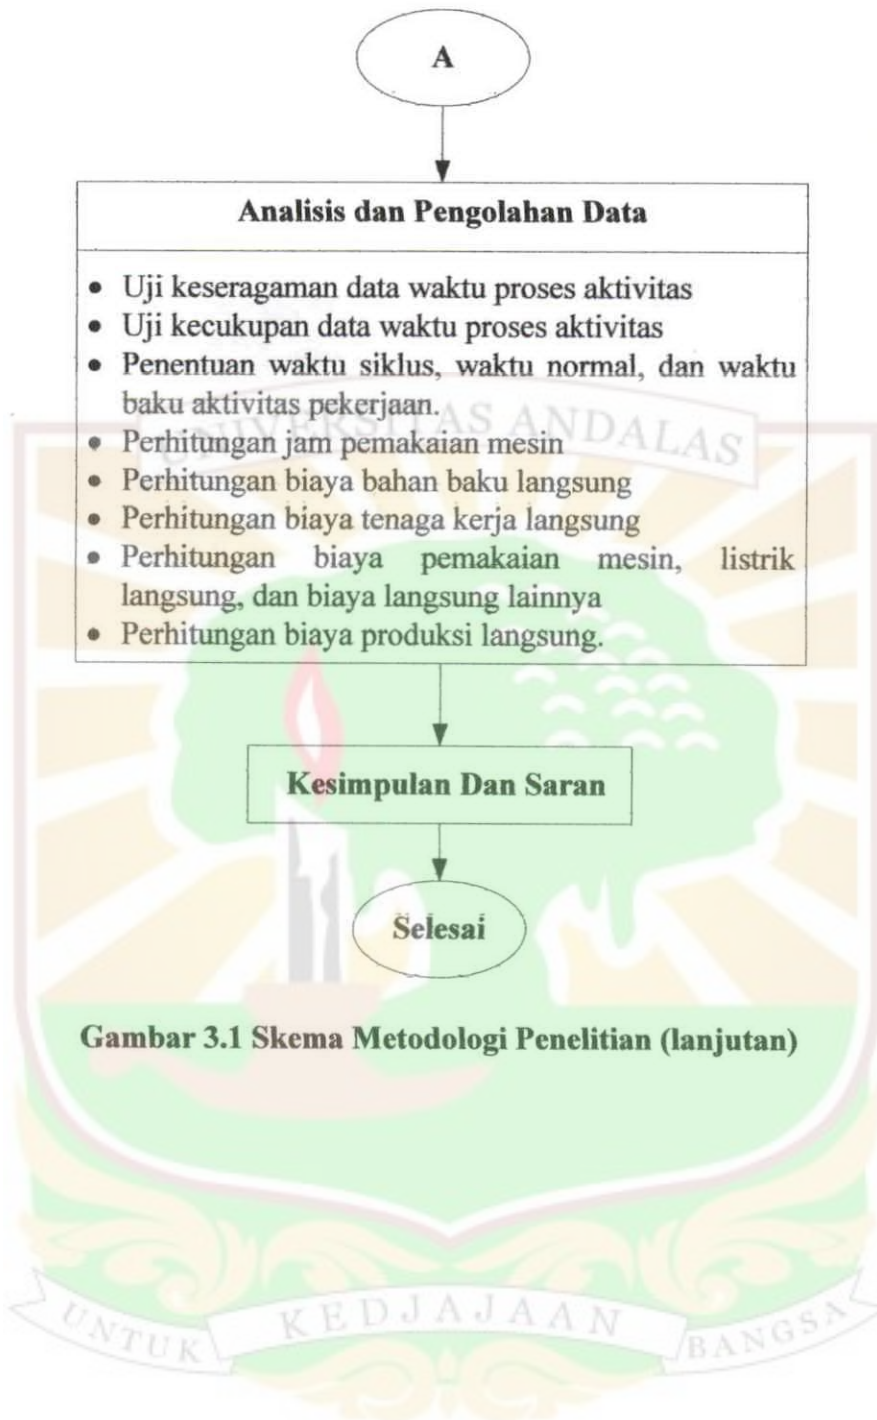 A
Analisis dan Pengolahan Data
• Uji keseragaman data waktu proses aktivitas
• Uji kecukupan data waktu proses aktivitas
• Penentuan waktu siklus, waktu normal, dan waktu
baku aktivitas pekerjaan.
• Perhitungan jam pemakaian mesin
• Perhitungan biaya bahan baku langsung
• Perhitungan biaya tenaga kerja langsung
• Perhitungan biaya pemakaian mesin, listrik
langsung, dan biaya langsung lainnya
• Perhitungan biaya produksi langsung.
Kesimpulan Dan Saran
Selesai
Gambar 3.1 Skema Metodologi Penelitian (lanjutan)
UNIVERSITAS ANDALAS
UNTUK KEDJAJAAN BANGSA